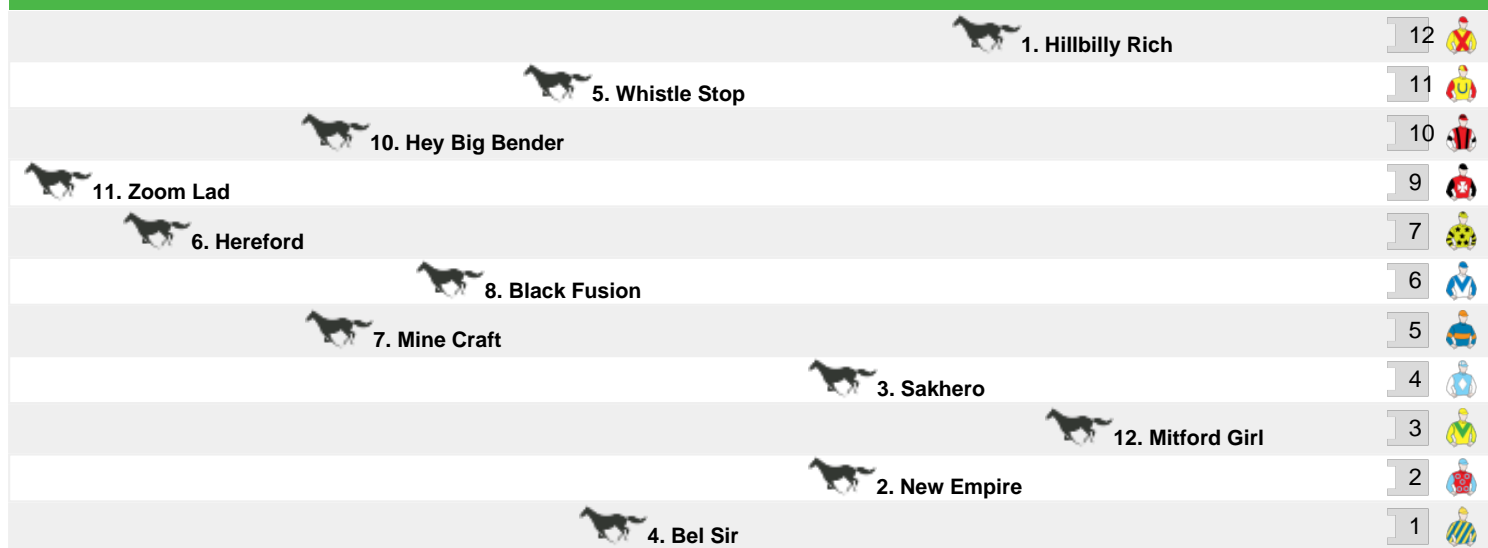 1. Hillbilly Rich 12
5. Whistle Stop 11
10. Hey Big Bender 10
11. Zoom Lad 9
6. Hereford 7
8. Black Fusion 6
7. Mine Craft 5
3. Sakhero 4
12. Mitford Girl 3
2. New Empire 2
4. Bel Sir 1